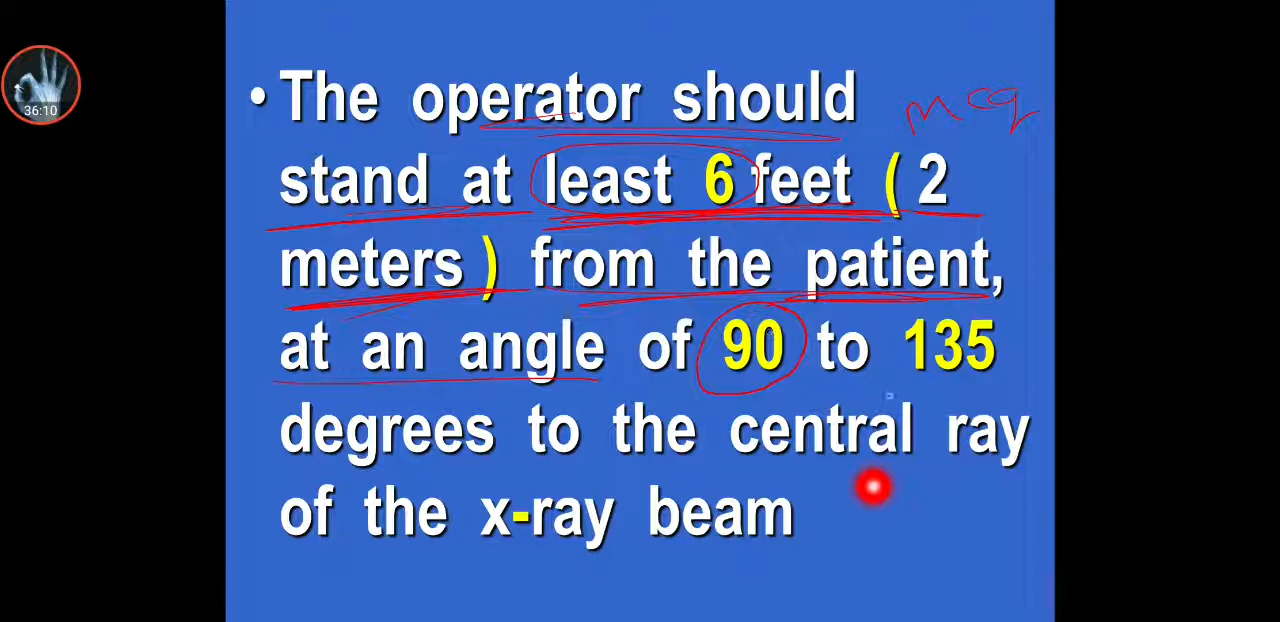 • The operator should
mcq
stand at least 6 feet ( 2
meters ) from the patient,
at an angle of 90 to 135
degrees to the central ray
of the x-ray beam
36:10